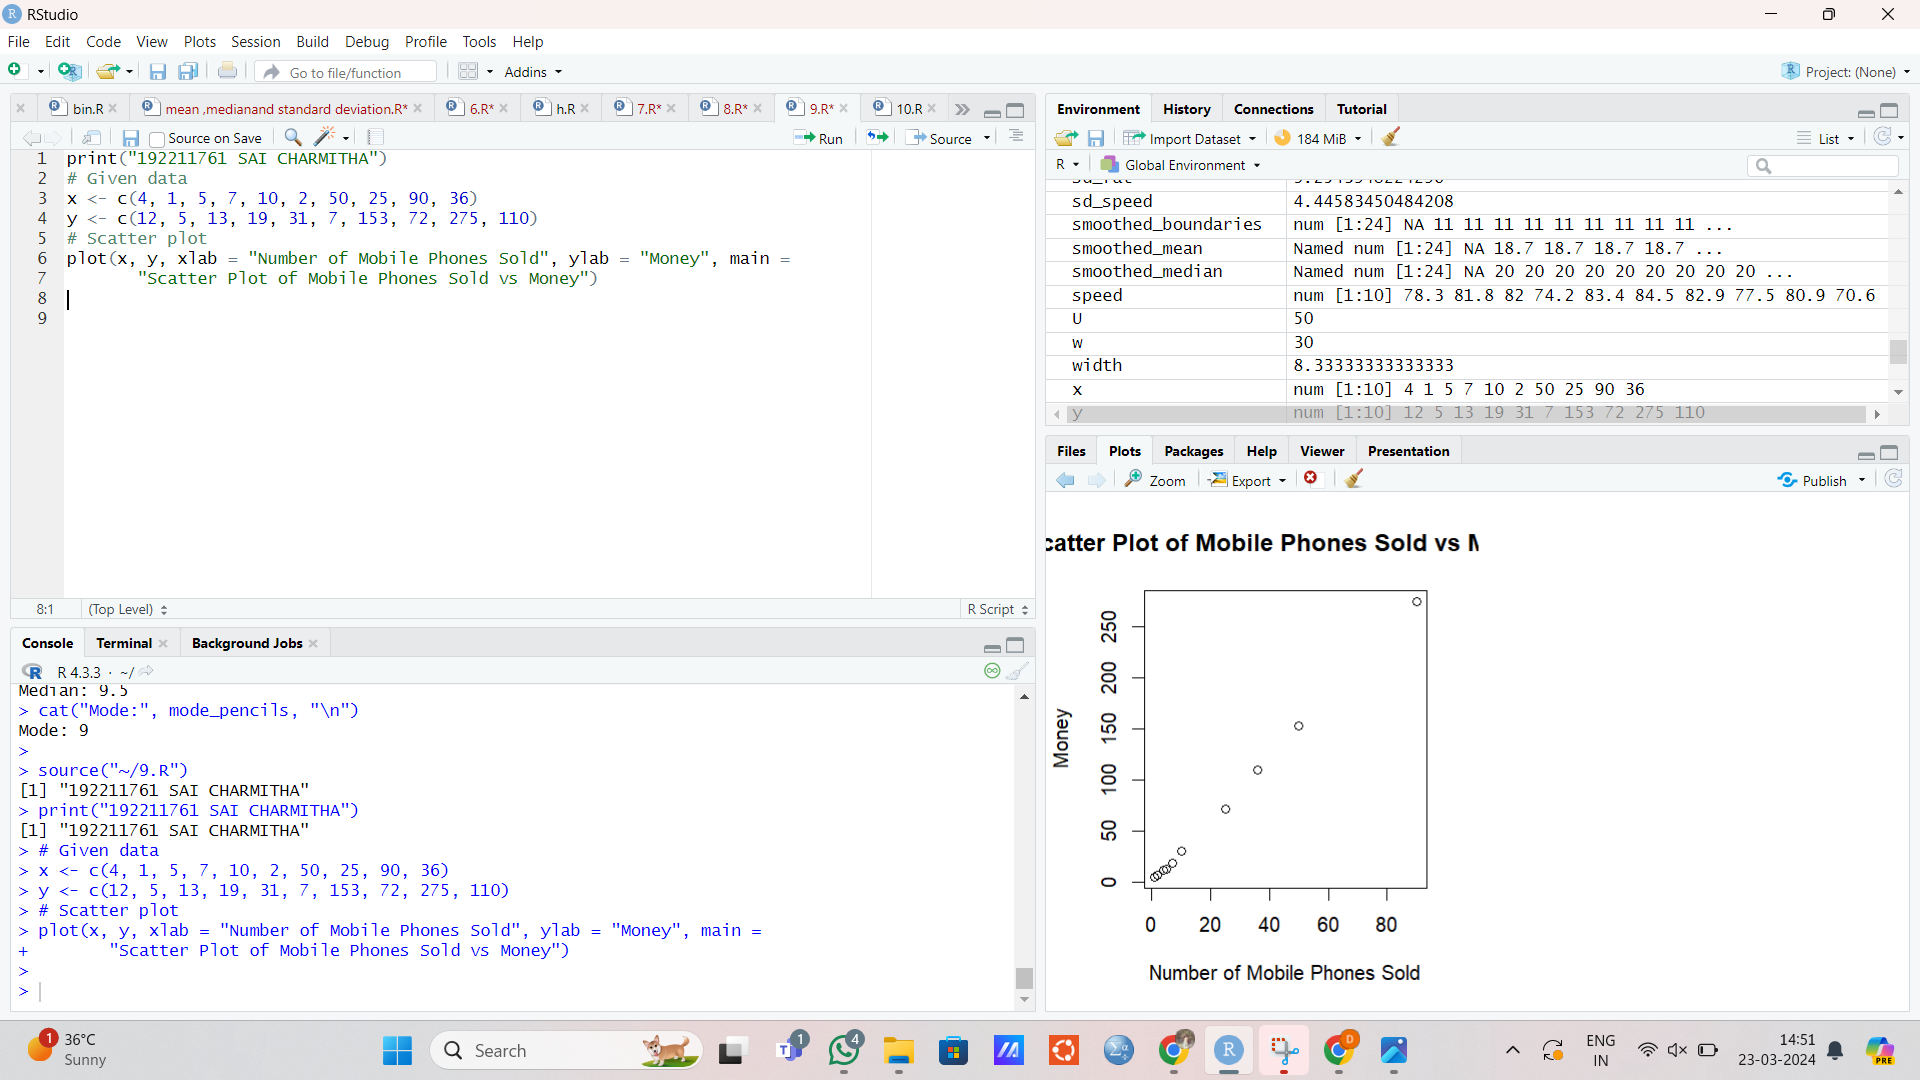 RStudio
File Edit Code View Plots Session Build Debug Profile Tools Help
Go to file/function Addins Project: (None)
bin.R mean ,medianand standard deviation.R* 6.R* h.R 7.R* 8.R* 9.R* 10.R
Source on Save Run Source
1 print("192211761 SAI CHARMITHA")
2 # Given data
3 x <- c(4, 1, 5, 7, 10, 2, 50, 25, 90, 36)
4 y <- c(12, 5, 13, 19, 31, 7, 153, 72, 275, 110)
5 # Scatter plot
6 plot(x, y, xlab = "Number of Mobile Phones Sold", ylab = "Money", main =
7 "Scatter Plot of Mobile Phones Sold vs Money")
8
9
8:1 (Top Level) R Script
Console Terminal Background Jobs
R 4.3.3 · ~/
Median: 9.5
> cat("Mode:", mode_pencils, "\n")
Mode: 9
>
> source("~/9.R")
[1] "192211761 SAI CHARMITHA"
> print("192211761 SAI CHARMITHA")
[1] "192211761 SAI CHARMITHA"
> # Given data
> x <- c(4, 1, 5, 7, 10, 2, 50, 25, 90, 36)
> y <- c(12, 5, 13, 19, 31, 7, 153, 72, 275, 110)
> # Scatter plot
> plot(x, y, xlab = "Number of Mobile Phones Sold", ylab = "Money", main =
+ "Scatter Plot of Mobile Phones Sold vs Money")
>
>
Environment History Connections Tutorial
Import Dataset 184 MiB List
R Global Environment
sd_speed 4.44583450484208
smoothed_boundaries num [1:24] NA 11 11 11 11 11 11 11 11 11 ...
smoothed_mean Named num [1:24] NA 18.7 18.7 18.7 18.7 ...
smoothed_median Named num [1:24] NA 20 20 20 20 20 20 20 20 20 ...
speed num [1:10] 78.3 81.8 82 74.2 83.4 84.5 82.9 77.5 80.9 70.6
U 50
w 30
width 8.33333333333333
x num [1:10] 4 1 5 7 10 2 50 25 90 36
y num [1:10] 12 5 13 19 31 7 153 72 275 110
Files Plots Packages Help Viewer Presentation
Zoom Export Publish
catter Plot of Mobile Phones Sold vs M
250
200
150
100
50
0
Money
0 20 40 60 80
Number of Mobile Phones Sold
1 36°C
Sunny
Search
1
4
D
ENG
IN
14:51
23-03-2024
PRE